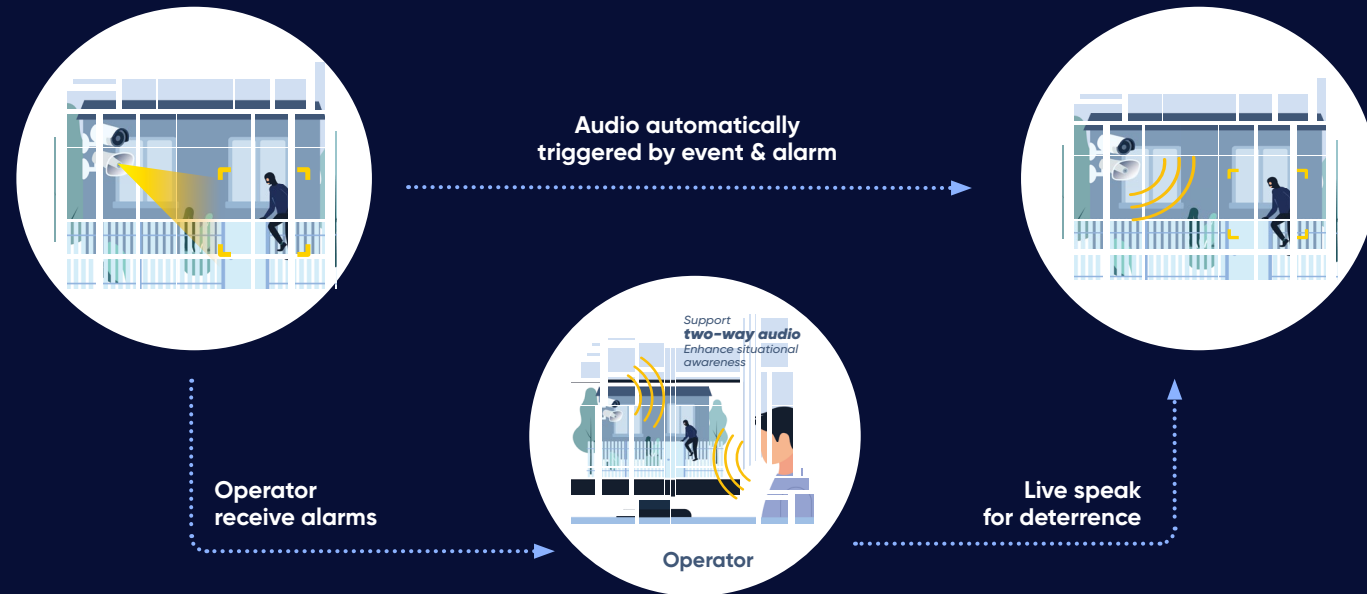 Audio automatically
triggered by event & alarm
Support
two-way audio
Enhance situational
awareness
Operator
receive alarms
Live speak
for deterrence
Operator